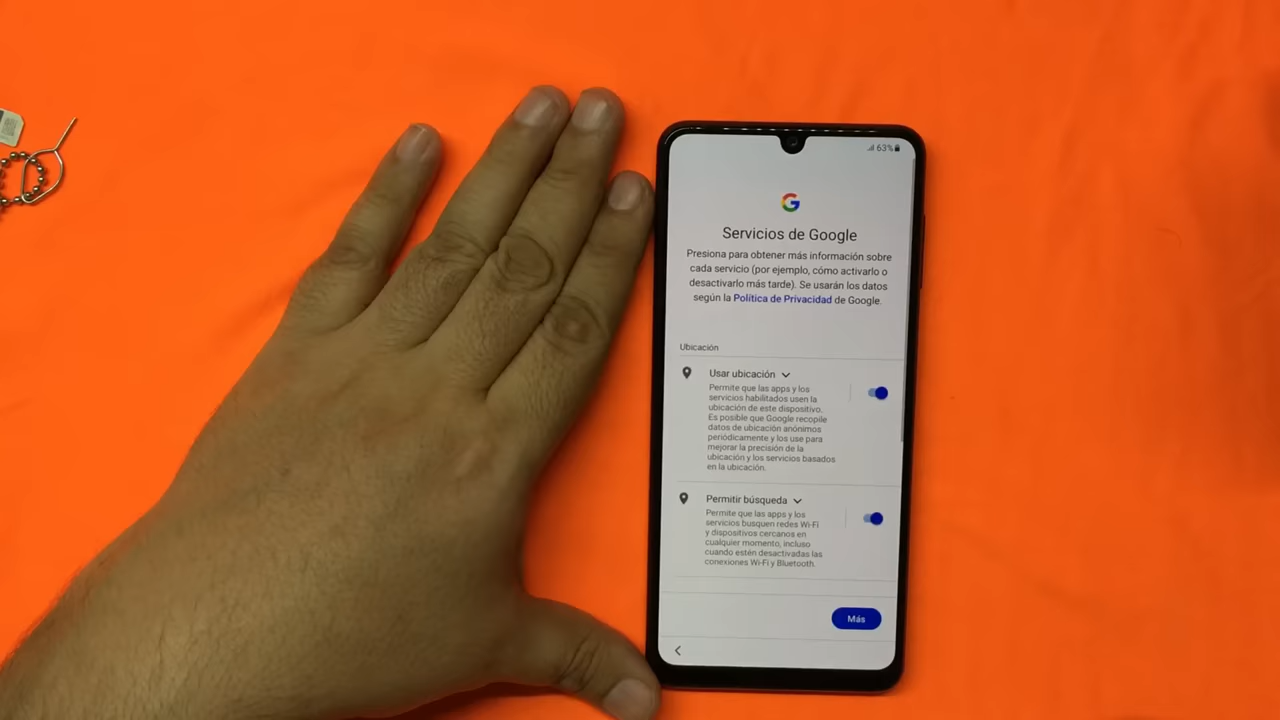 63%
G
Servicios de Google
Presiona para obtener más información sobre
cada servicio (por ejemplo, cómo activarlo o
desactivarlo más tarde). Se usarán los datos
según la Política de Privacidad de Google.
Ubicación
Usar ubicación
Permite que las apps y los
servicios habilitados usen la
ubicación de este dispositivo.
Es posible que Google recopile
datos de ubicación anónimos
periódicamente y los use para
mejorar la precisión de la
ubicación y los servicios basados
en la ubicación.
Permitir búsqueda
Permite que las apps y los
servicios busquen redes Wi-Fi
y dispositivos cercanos en
cualquier momento, incluso
cuando estén desactivadas las
conexiones Wi-Fi y Bluetooth.
Más